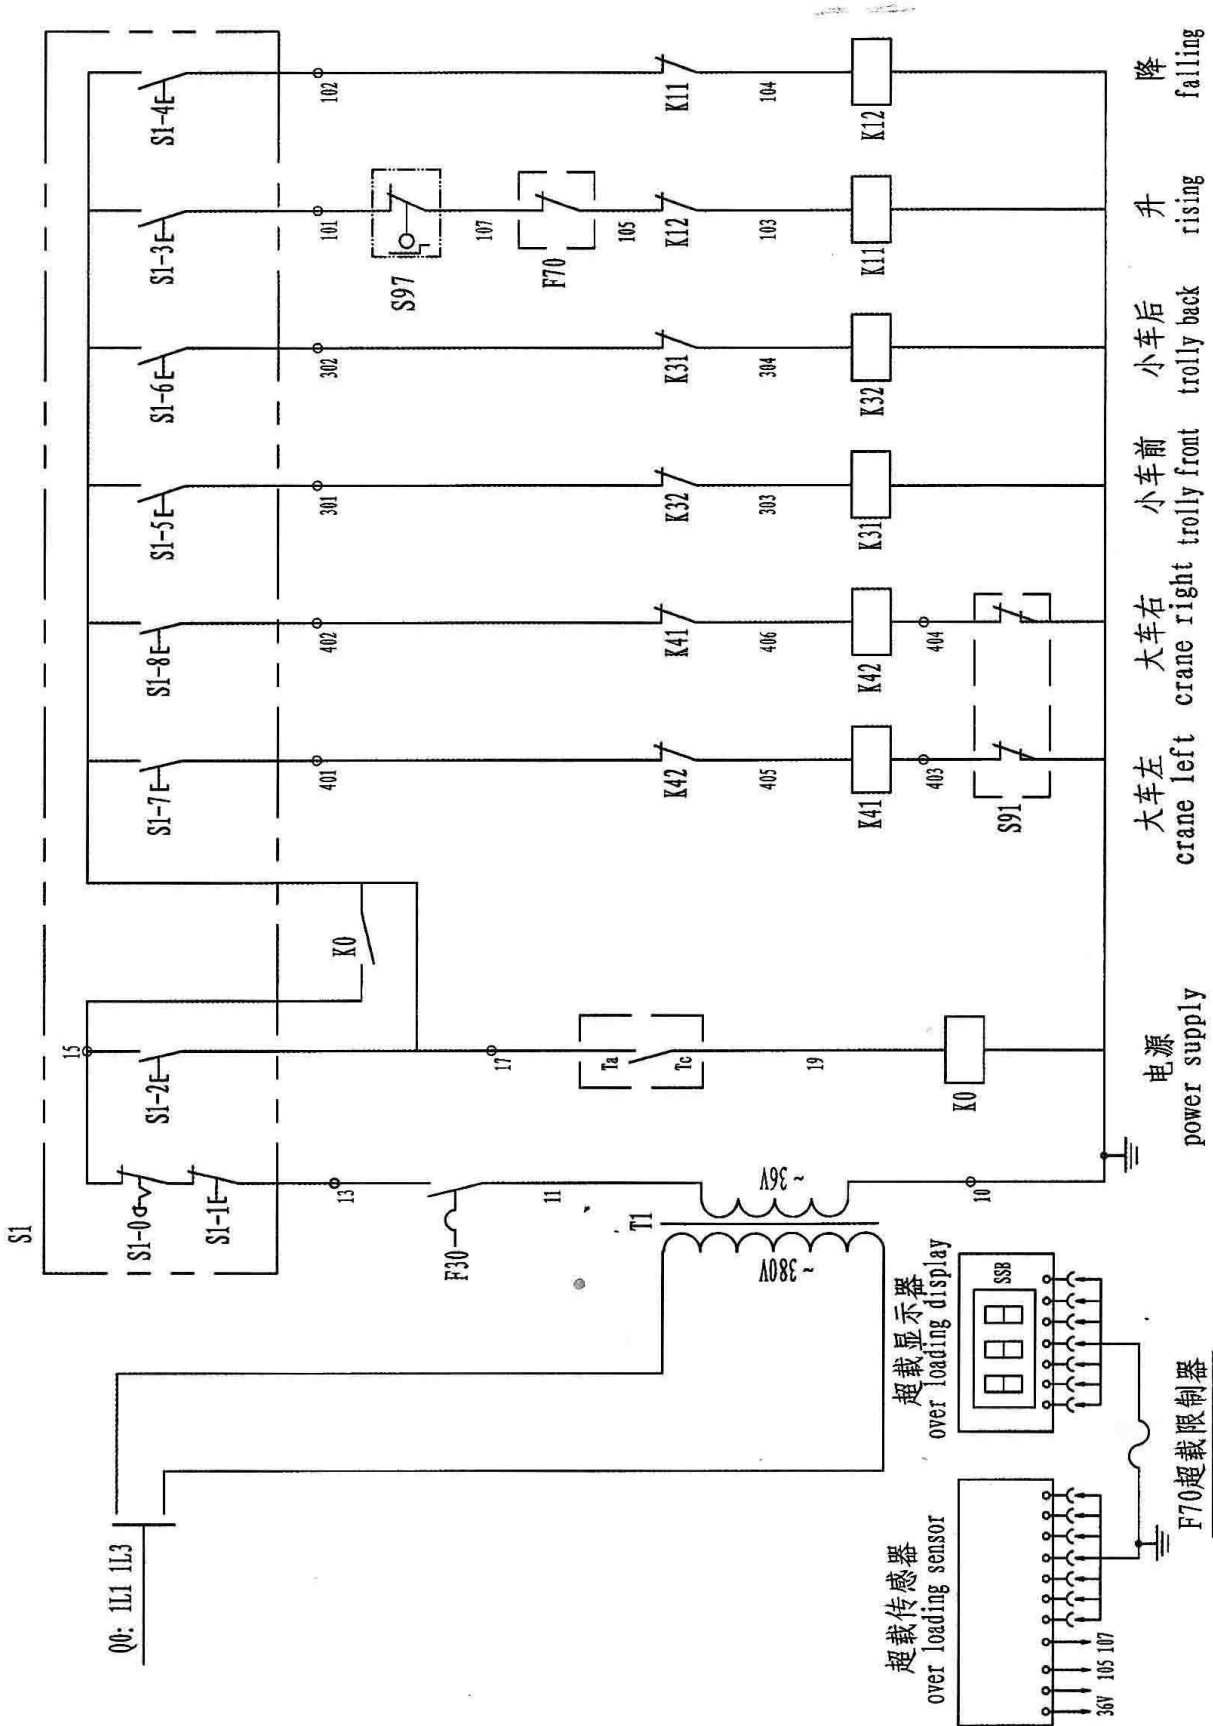 S1
S1-0
S1-1E
S1-2E
S1-7E
S1-8E
S1-5E
S1-6E
S1-3E
S1-4E
15
13
17
401
402
301
302
101
102
K0
S97
107
F70
105
F30
11
Ta
Tc
19
K0
K42
K41
K32
K31
K12
K11
405
406
303
304
103
104
K41
K42
K31
K32
K11
K12
403
404
S91
Q0: 1L1 1L3
T1
~380V
~36V
10
电源
power supply
大车左
crane left
大车右
crane right
小车前
trolly front
小车后
trolly back
升
rising
降
falling
超载传感器
over loading sensor
超载显示器
over loading display
SSB
36V 105 107
F70超载限制器